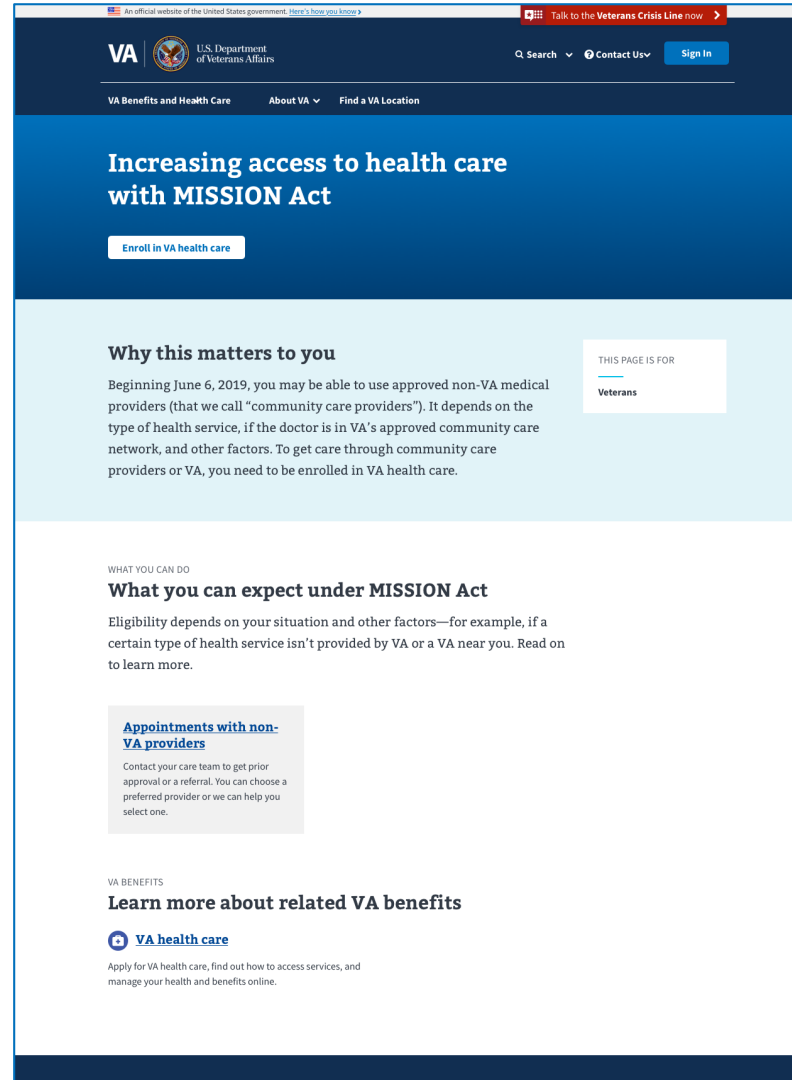 An official website of the United States government. Here's how you know
Talk to the Veterans Crisis Line now
VA
U.S. Department
of Veterans Affairs
Search
Contact Us
Sign In
VA Benefits and Health Care
About VA
Find a VA Location
Increasing access to health care
with MISSION Act
Enroll in VA health care
Why this matters to you
Beginning June 6, 2019, you may be able to use approved non-VA medical
providers (that we call “community care providers”). It depends on the
type of health service, if the doctor is in VA’s approved community care
network, and other factors. To get care through community care
providers or VA, you need to be enrolled in VA health care.
THIS PAGE IS FOR
Veterans
WHAT YOU CAN DO
What you can expect under MISSION Act
Eligibility depends on your situation and other factors—for example, if a
certain type of health service isn’t provided by VA or a VA near you. Read on
to learn more.
Appointments with non-
VA providers
Contact your care team to get prior
approval or a referral. You can choose a
preferred provider or we can help you
select one.
VA BENEFITS
Learn more about related VA benefits
VA health care
Apply for VA health care, find out how to access services, and
manage your health and benefits online.